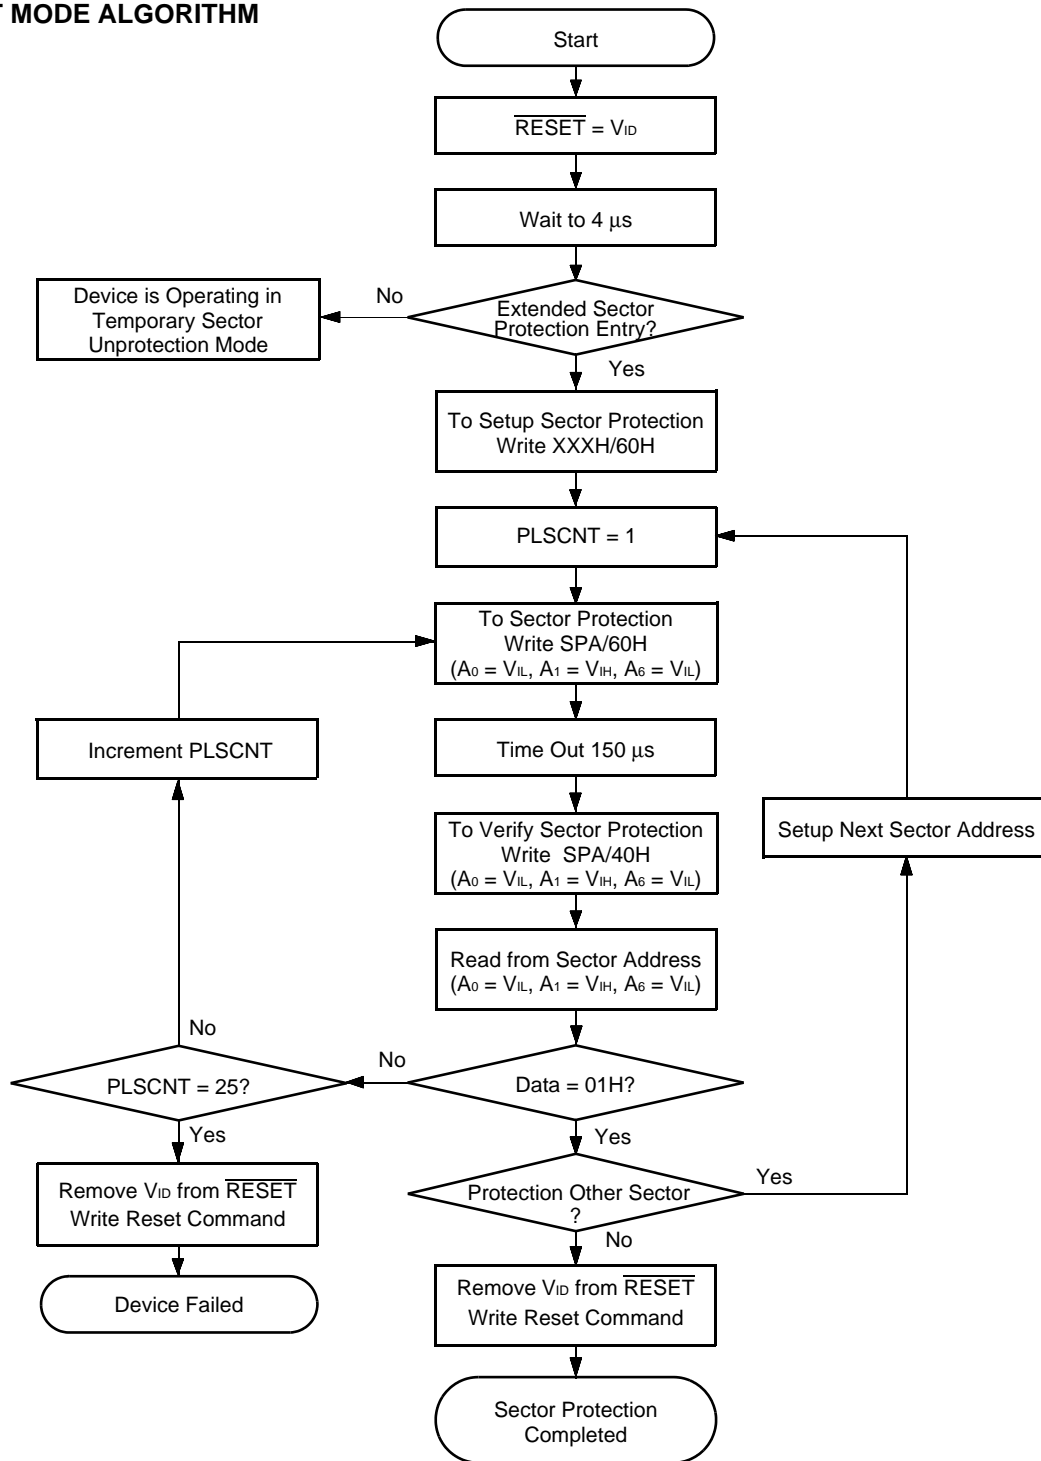 MODE ALGORITHM
Start
RESET = VID
Wait to 4 μs
Extended Sector
Protection Entry?
No
Device is Operating in
Temporary Sector
Unprotection Mode
Yes
To Setup Sector Protection
Write XXXH/60H
PLSCNT = 1
To Sector Protection
Write SPA/60H
(A0 = VIL, A1 = VIH, A6 = VIL)
Time Out 150 μs
Increment PLSCNT
To Verify Sector Protection
Write SPA/40H
(A0 = VIL, A1 = VIH, A6 = VIL)
Setup Next Sector Address
Read from Sector Address
(A0 = VIL, A1 = VIH, A6 = VIL)
No
Data = 01H?
No
PLSCNT = 25?
Yes
Yes
Protection Other Sector
?
Yes
Remove VID from RESET
Write Reset Command
No
Device Failed
Remove VID from RESET
Write Reset Command
Sector Protection
Completed